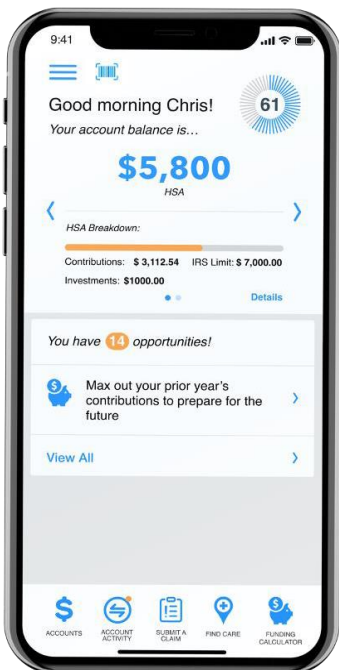 9:41
Good morning Chris!
61
Your account balance is...
$5,800
HSA
HSA Breakdown:
Contributions: $ 3,112.54 IRS Limit: $ 7,000.00
Investments: $1000.00
Details
You have 14 opportunities!
Max out your prior year's
contributions to prepare for the
future
View All
ACCOUNTS
ACCOUNT
ACTIVITY
SUBMIT A
CLAIM
FIND CARE
FUNDING
CALCULATOR